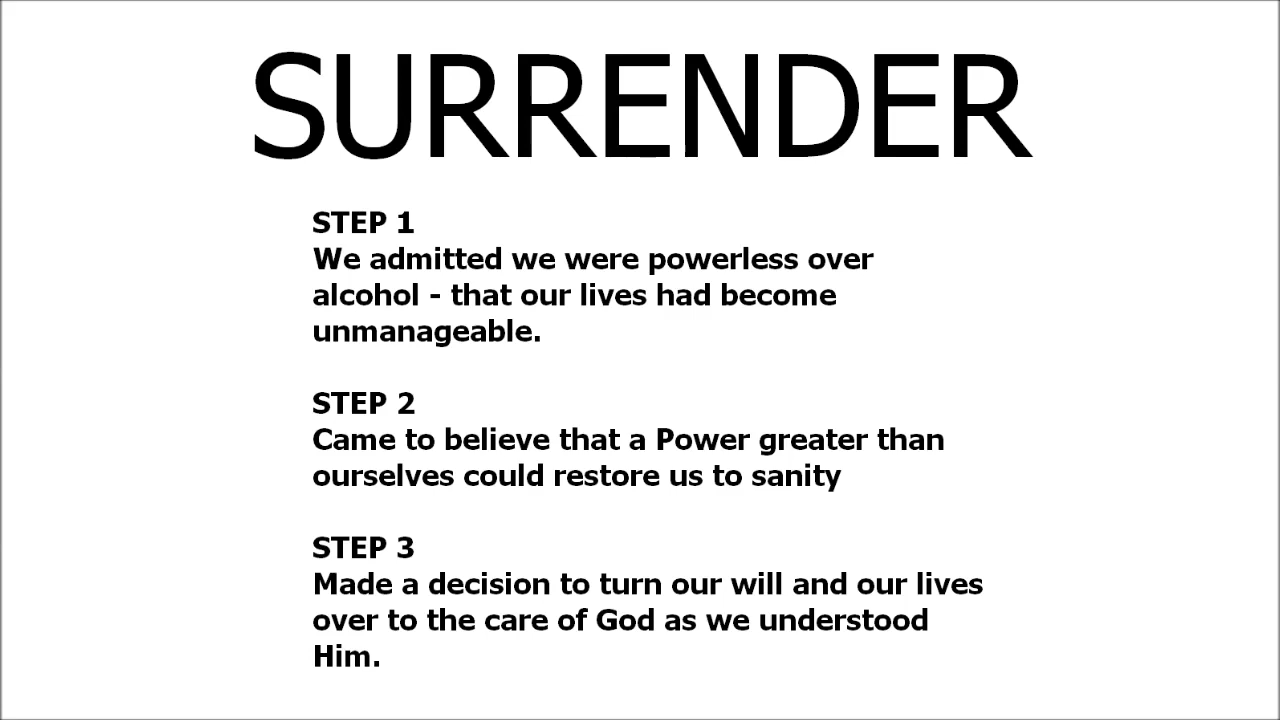 SURRENDER
STEP 1
We admitted we were powerless over
alcohol - that our lives had become
unmanageable.
STEP 2
Came to believe that a Power greater than
ourselves could restore us to sanity
STEP 3
Made a decision to turn our will and our lives
over to the care of God as we understood
Him.